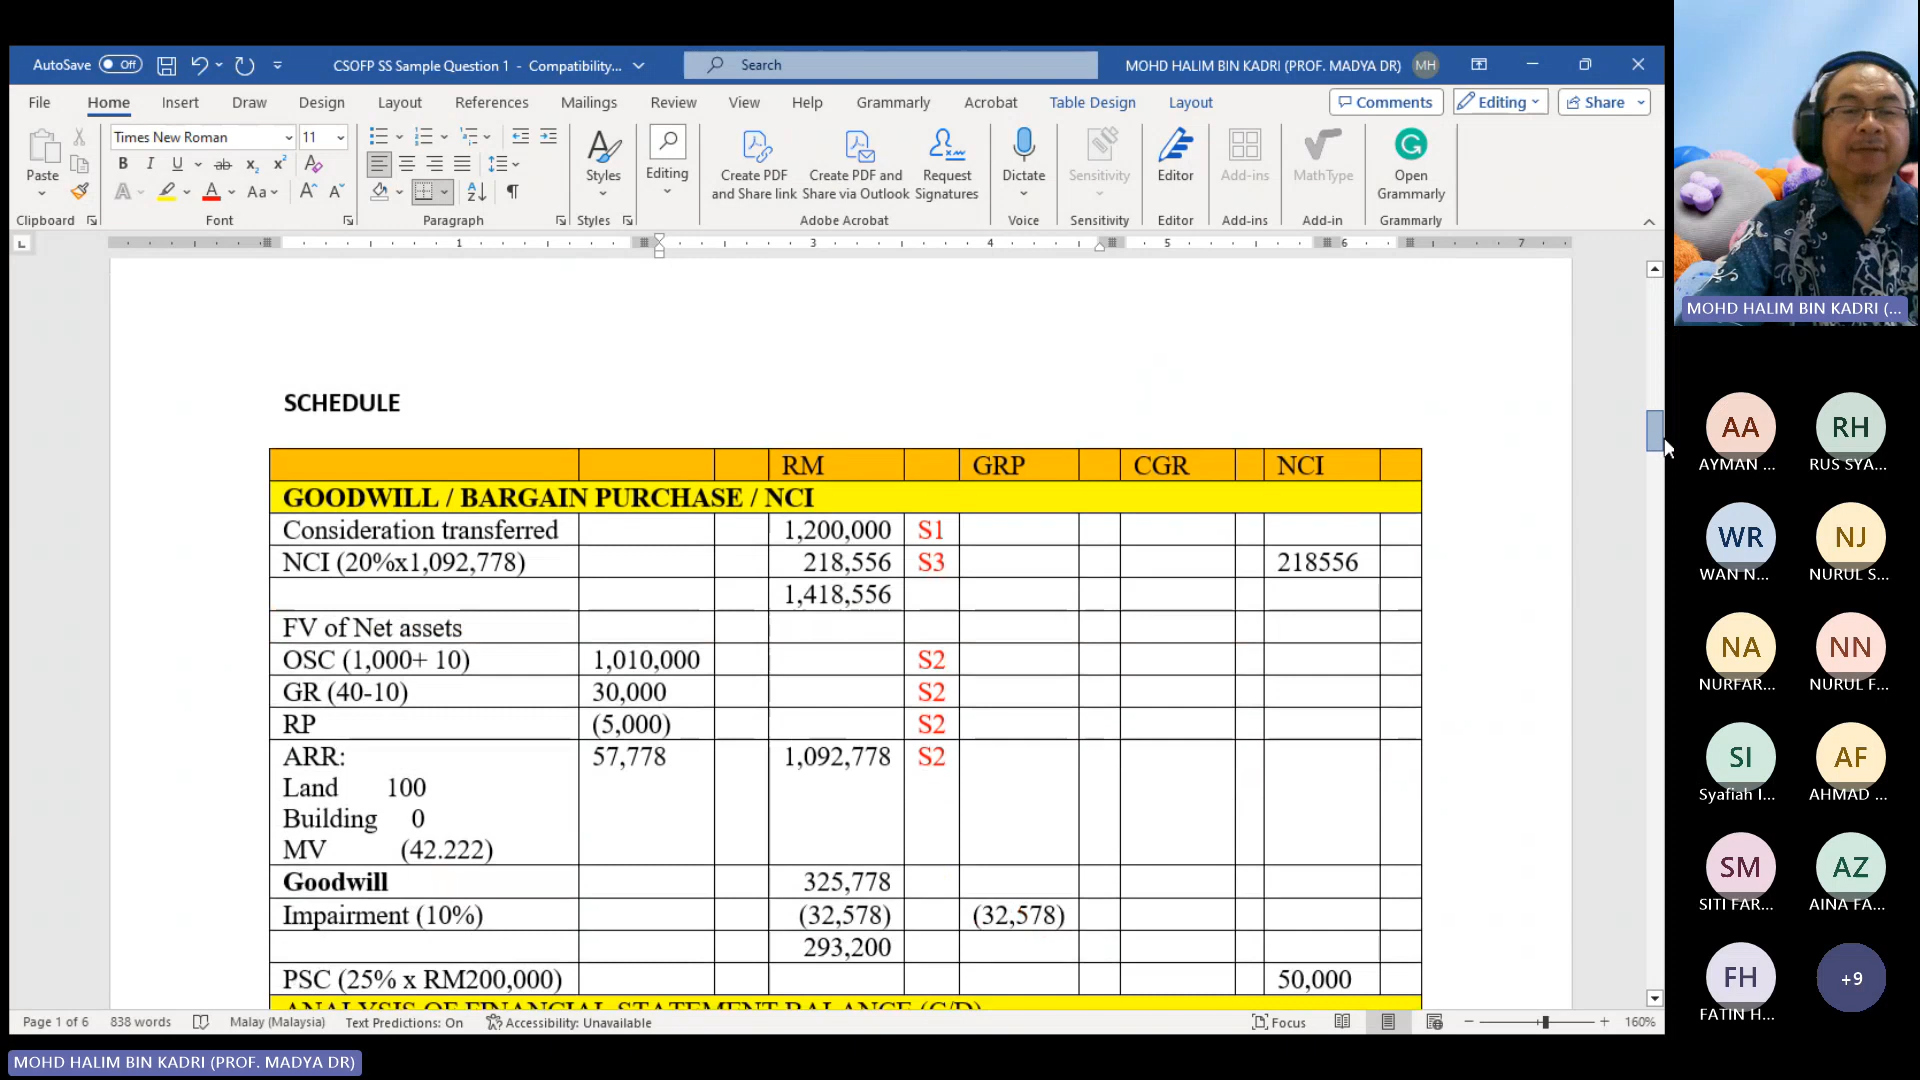 AutoSave Off CSOFP SS Sample Question 1 - Compatibility... Search MOHD HALIM BIN KADRI (PROF. MADYA DR) MH
File Home Insert Draw Design Layout References Mailings Review View Help Grammarly Acrobat Table Design Layout Comments Editing Share
Times New Roman 11
Paste
Styles
Editing
Create PDF and Share link
Create PDF and Share via Outlook
Request Signatures
Dictate
Sensitivity
Editor
Add-ins
MathType
Open Grammarly
Clipboard Font Paragraph Styles Adobe Acrobat Voice Sensitivity Editor Add-ins Add-in Grammarly
1 3 4 5 6 7
SCHEDULE
RM GRP CGR NCI
GOODWILL / BARGAIN PURCHASE / NCI
Consideration transferred 1,200,000 S1
NCI (20%x1,092,778) 218,556 S3 218556
1,418,556
FV of Net assets
OSC (1,000+ 10) 1,010,000 S2
GR (40-10) 30,000 S2
RP (5,000) S2
ARR: 57,778 1,092,778 S2
Land 100
Building 0
MV (42.222)
Goodwill 325,778
Impairment (10%) (32,578) (32,578)
293,200
PSC (25% x RM200,000) 50,000
ANALYSIS OF FINANCIAL STATEMENT BALANCE (C/D)
Page 1 of 6 838 words Malay (Malaysia) Text Predictions: On Accessibility: Unavailable Focus 160%
MOHD HALIM BIN KADRI (PROF. MADYA DR)
MOHD HALIM BIN KADRI (...
AA RH
AYMAN ... RUS SYA...
WR NJ
WAN N... NURUL S...
NA NN
NURFAR... NURUL F...
SI AF
Syafiah I... AHMAD ...
SM AZ
SITI FAR... AINA FA...
FH +9
FATIN H...